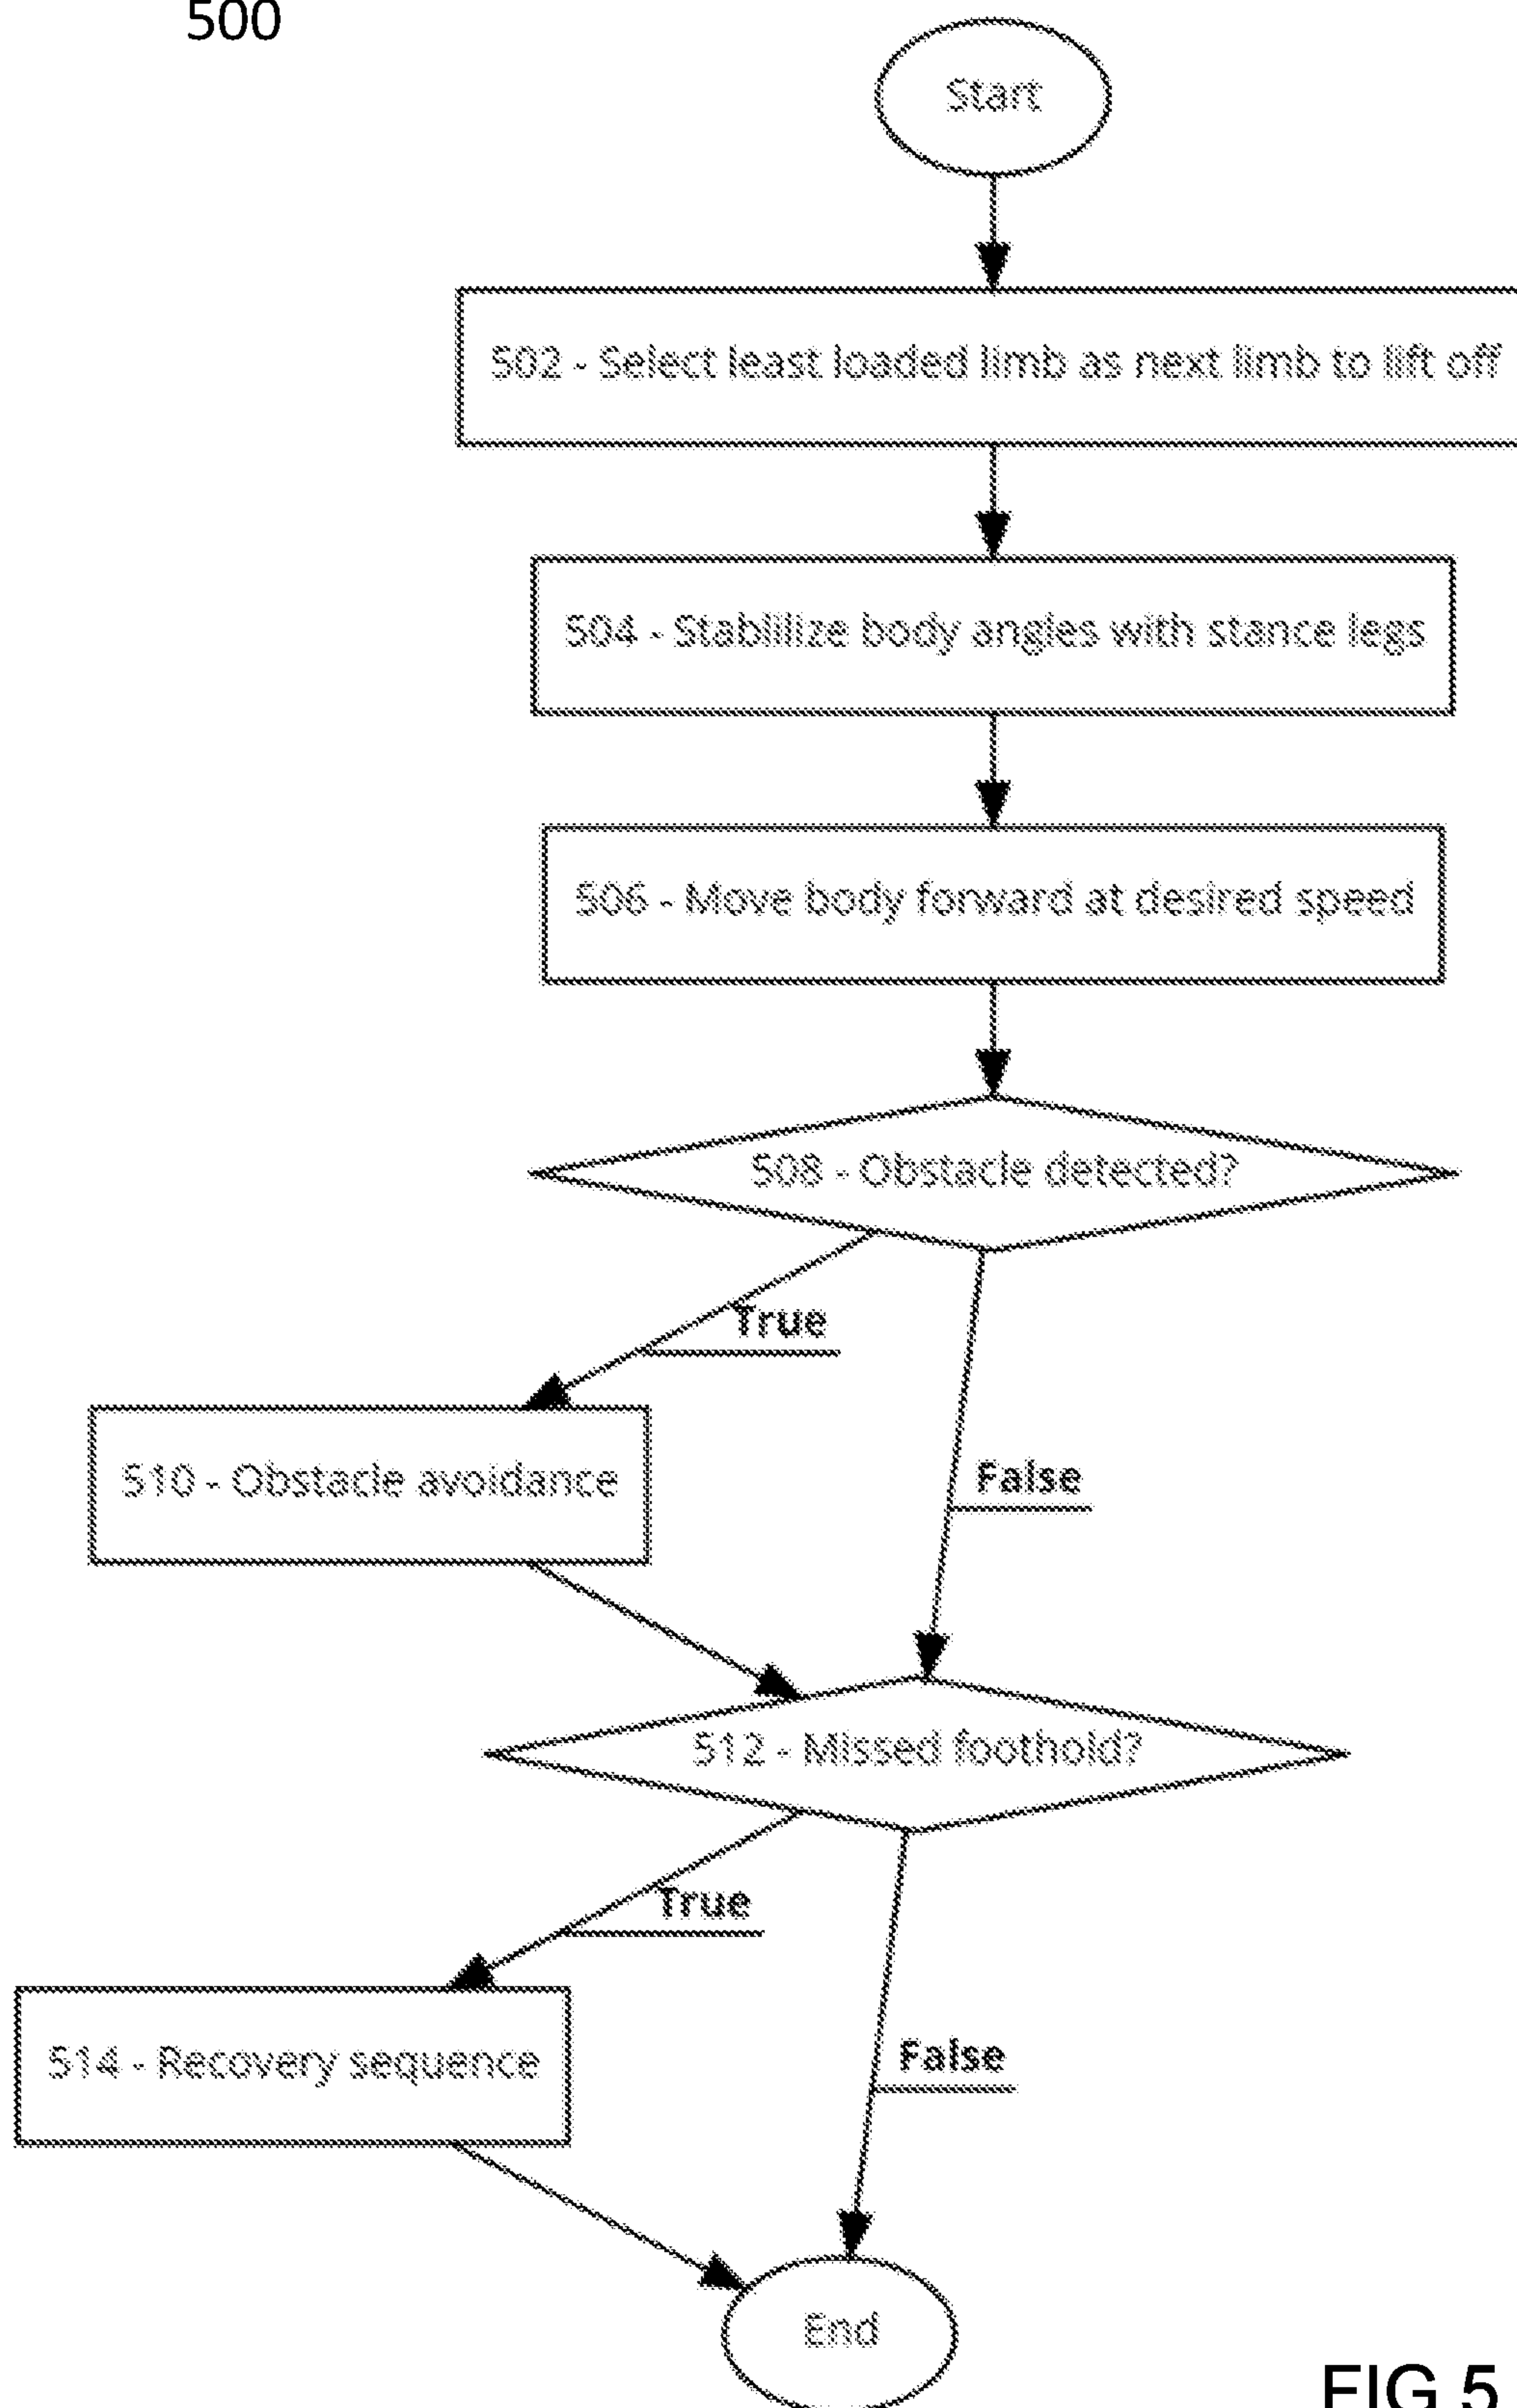 500
Start
502 - Select least loaded limb as next limb to lift off
504 - Stablilize body angles with stance legs
506 - Move body forward at desired speed
508 - Obstacle detected?
True
510 - Obstacle avoidance
False
512 - Missed foothold?
True
514 - Recovery sequence
False
End
FIG 5